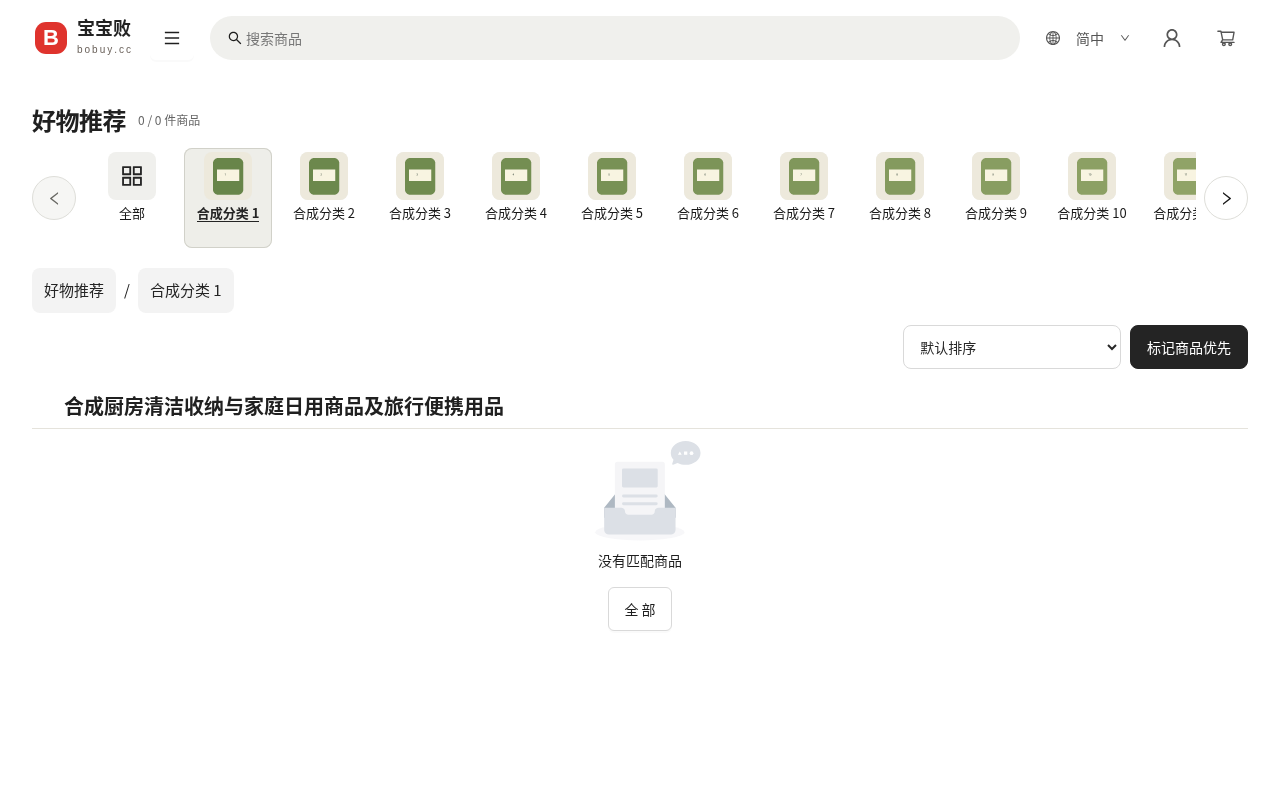 B
宝宝败
bobuy.cc
搜索商品
简中
好物推荐
0 / 0 件商品
全部
合成分类 1
合成分类 2
合成分类 3
合成分类 4
合成分类 5
合成分类 6
合成分类 7
合成分类 8
合成分类 9
合成分类 10
合成分
好物推荐 / 合成分类 1
默认排序
标记商品优先
合成厨房清洁收纳与家庭日用商品及旅行便携用品
没有匹配商品
全 部